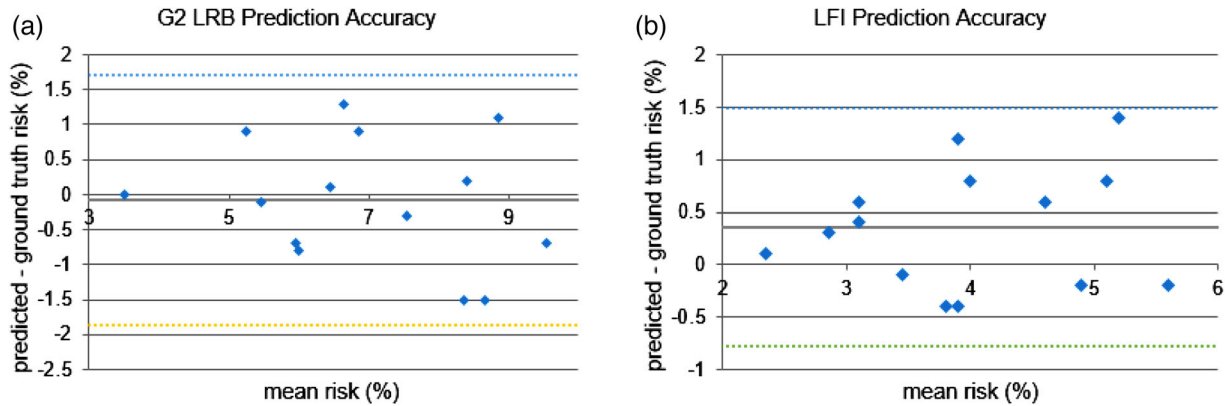 (a)
G2 LRB Prediction Accuracy
predicted - ground truth risk (%)
2
1.5
1
0.5
0
-0.5
-1
-1.5
-2
-2.5
3 5 7 9
mean risk (%)
(b)
LFI Prediction Accuracy
predicted - ground truth risk (%)
2
1.5
1
0.5
0
-0.5
-1
2 3 4 5 6
mean risk (%)